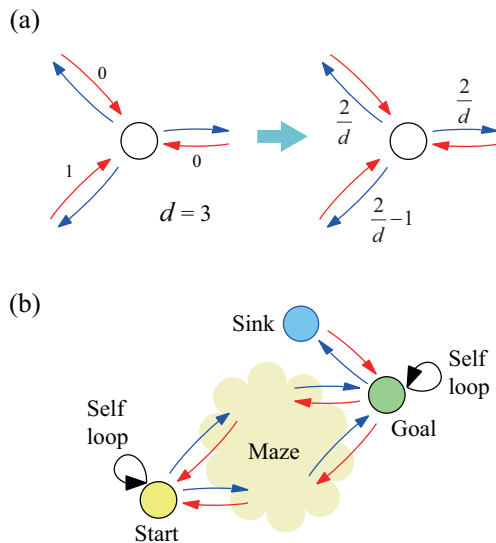 (a)
0
1
0
d = 3
2/d
2/d
2/d −1
(b)
Sink
Self
loop
Goal
Maze
Self
loop
Start